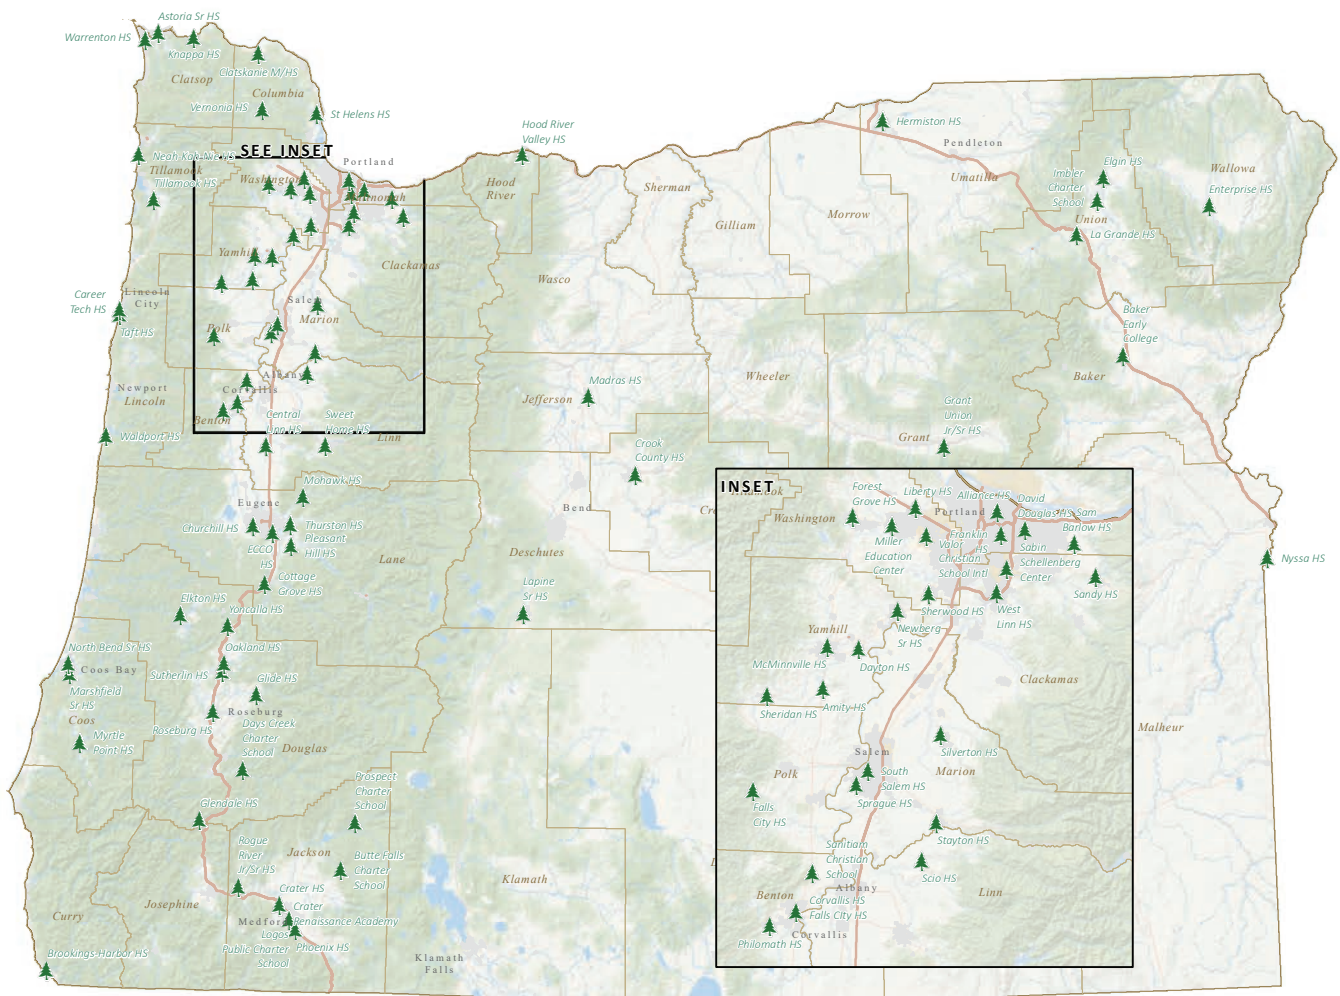 Astoria Sr HS
Warrenton HS
Knappa HS
Clatskanie M/HS
Clatsop
Columbia
Vernonia HS
St Helens HS
Hood River
Valley HS
Hermiston HS
Pendleton
Umatilla
SEE INSET
Neah Kah-Nie HS
Portland
Tillamook
Tillamook HS
Washington
Multnomah
Hood
River
Sherman
Gilliam
Morrow
Elgin HS
Imbler
Charter
School
Wallowa
Enterprise HS
Union
La Grande HS
Yamhill
Clackamas
Wasco
Career
Tech HS
Lincoln
City
Taft HS
Salem
Marion
Polk
Baker
Early
College
Baker
Newport
Lincoln
Albany
Corvallis
Benton
Central
Linn HS
Sweet
Home HS
Linn
Waldport HS
Madras HS
Jefferson
Wheeler
Grant
Union
Jr/Sr HS
Grant
Crook
County HS
Mohawk HS
Eugene
Churchill HS
Thurston HS
Pleasant
Hill HS
ECCO
HS
Lane
Bend
Deschutes
Cottage
Grove HS
Elkton HS
Yoncalla HS
Lapine
Sr HS
North Bend Sr HS
Coos Bay
Oakland HS
Sutherlin HS
Marshfield
Sr HS
Coos
Glide HS
Roseburg
Roseburg HS
Myrtle
Point HS
Days Creek
Charter
School
Douglas
Glendale HS
Prospect
Charter
School
Rogue
River
Jr/Sr HS
Jackson
Butte Falls
Charter
School
Crater HS
Crater
Renaissance Academy
Medford
Logos
Public Charter
School
Phoenix HS
Josephine
Curry
Brookings-Harbor HS
Klamath
Klamath
Falls
Nyssa HS
Malheur
INSET
Tillamook
Washington
Forest
Grove HS
Liberty HS
Alliance HS
David
Douglas HS
Sam
Barlow HS
Portland
Miller
Education
Center
Franklin
HS
Valor
Christian
School Intl
Sabin
Schellenberg
Center
Sandy HS
Sherwood HS
West
Linn HS
Newberg
Sr HS
Yamhill
McMinnville HS
Dayton HS
Clackamas
Sheridan HS
Amity HS
Silverton HS
Salem
Marion
Polk
South
Salem HS
Sprague HS
Falls
City HS
Stayton HS
Scio HS
Santiam
Christian
School
Albany
Linn
Benton
Corvallis HS
Falls City HS
Philomath HS
Corvallis